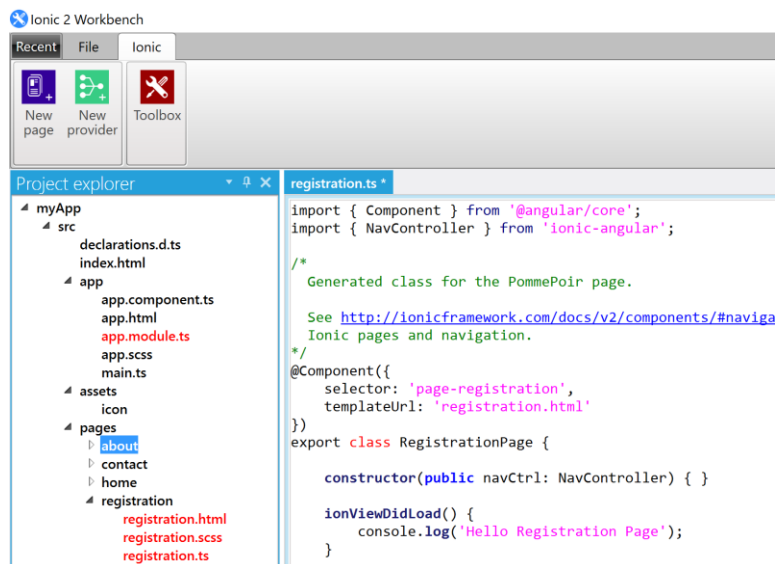 Ionic 2 Workbench
Recent File Ionic
New page
New provider
Toolbox
Project explorer
myApp
src
declarations.d.ts
index.html
app
app.component.ts
app.html
app.module.ts
app.scss
main.ts
assets
icon
pages
about
contact
home
registration
registration.html
registration.scss
registration.ts
registration.ts *
import { Component } from '@angular/core';
import { NavController } from 'ionic-angular';
/*
Generated class for the PommePoir page.
See http://ionicframework.com/docs/v2/components/#naviga
Ionic pages and navigation.
*/
@Component({
selector: 'page-registration',
templateUrl: 'registration.html'
})
export class RegistrationPage {
constructor(public navCtrl: NavController) { }
ionViewDidLoad() {
console.log('Hello Registration Page');
}